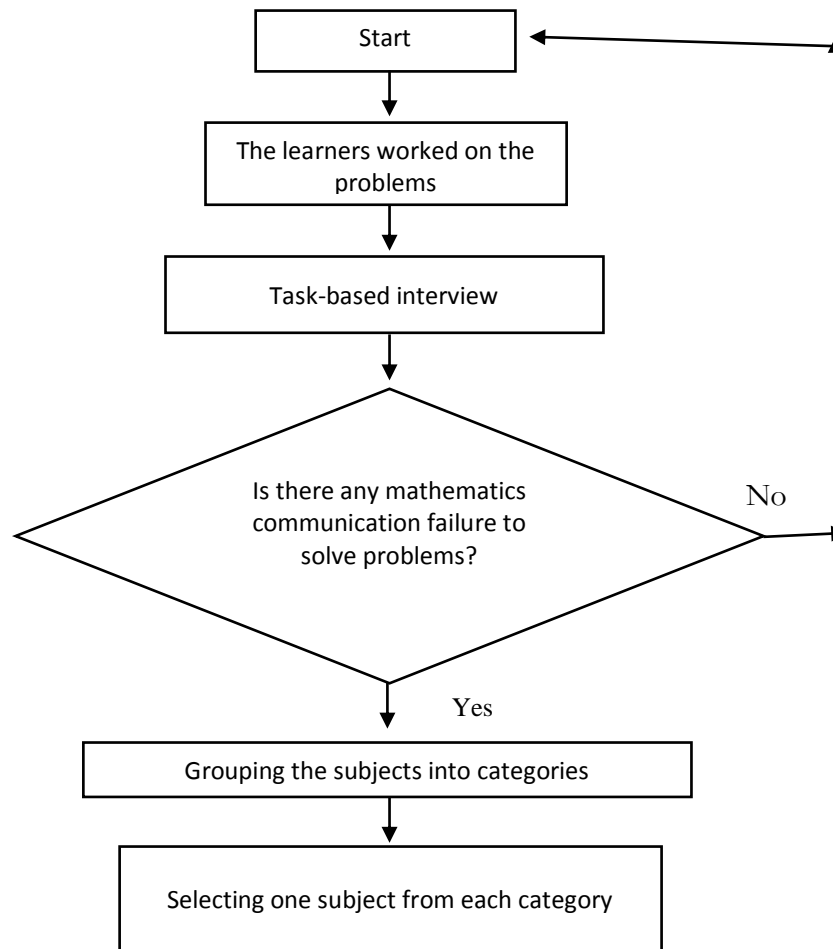 Start
The learners worked on the
problems
Task-based interview
Is there any mathematics
communication failure to
solve problems?
No
Yes
Grouping the subjects into categories
Selecting one subject from each category